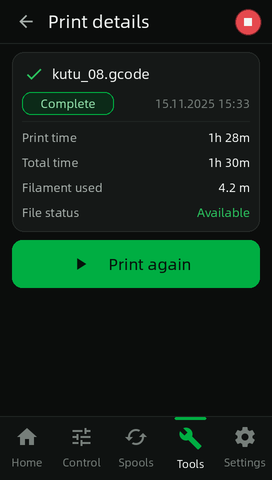 Print details
kutu_08.gcode
Complete 15.11.2025 15:33
Print time 1h 28m
Total time 1h 30m
Filament used 4.2 m
File status Available
Print again
Home Control Spools Tools Settings